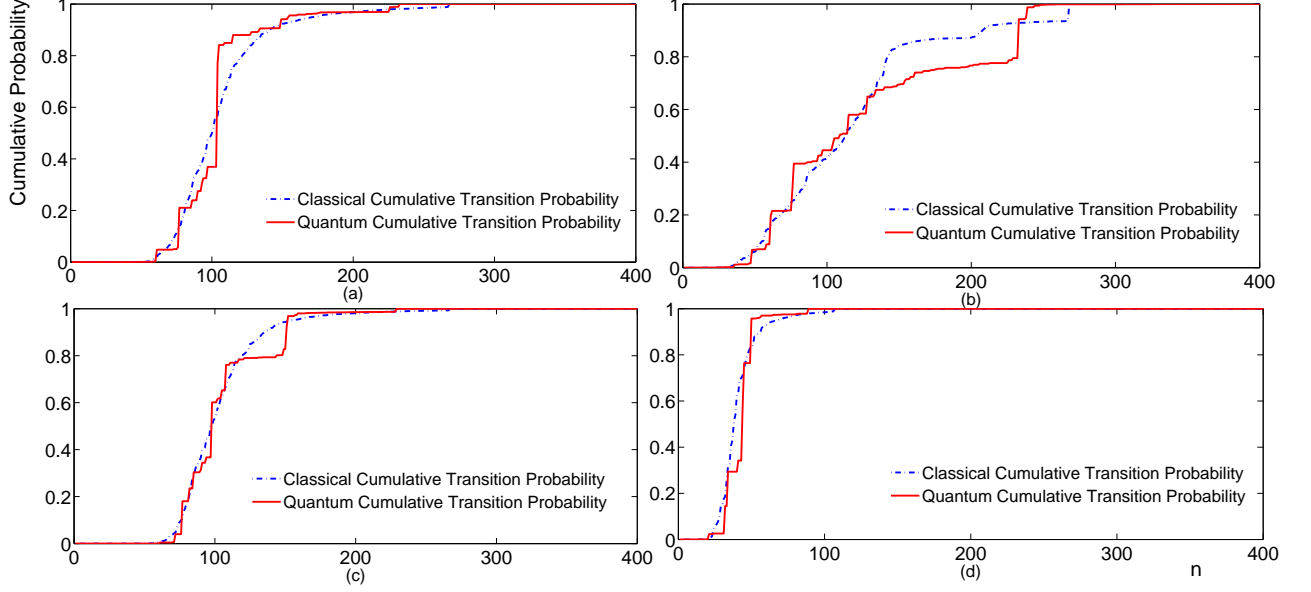 Cumulative Probability
1
0.8
0.6
0.4
0.2
0
0 100 200 300 400
Classical Cumulative Transition Probability
Quantum Cumulative Transition Probability
(a)
1
0.8
0.6
0.4
0.2
0
0 100 200 300 400
Classical Cumulative Transition Probability
Quantum Cumulative Transition Probability
(b)
1
0.8
0.6
0.4
0.2
0
0 100 200 300 400
Classical Cumulative Transition Probability
Quantum Cumulative Transition Probability
(c)
1
0.8
0.6
0.4
0.2
0
0 100 200 300 400
Classical Cumulative Transition Probability
Quantum Cumulative Transition Probability
(d)
n